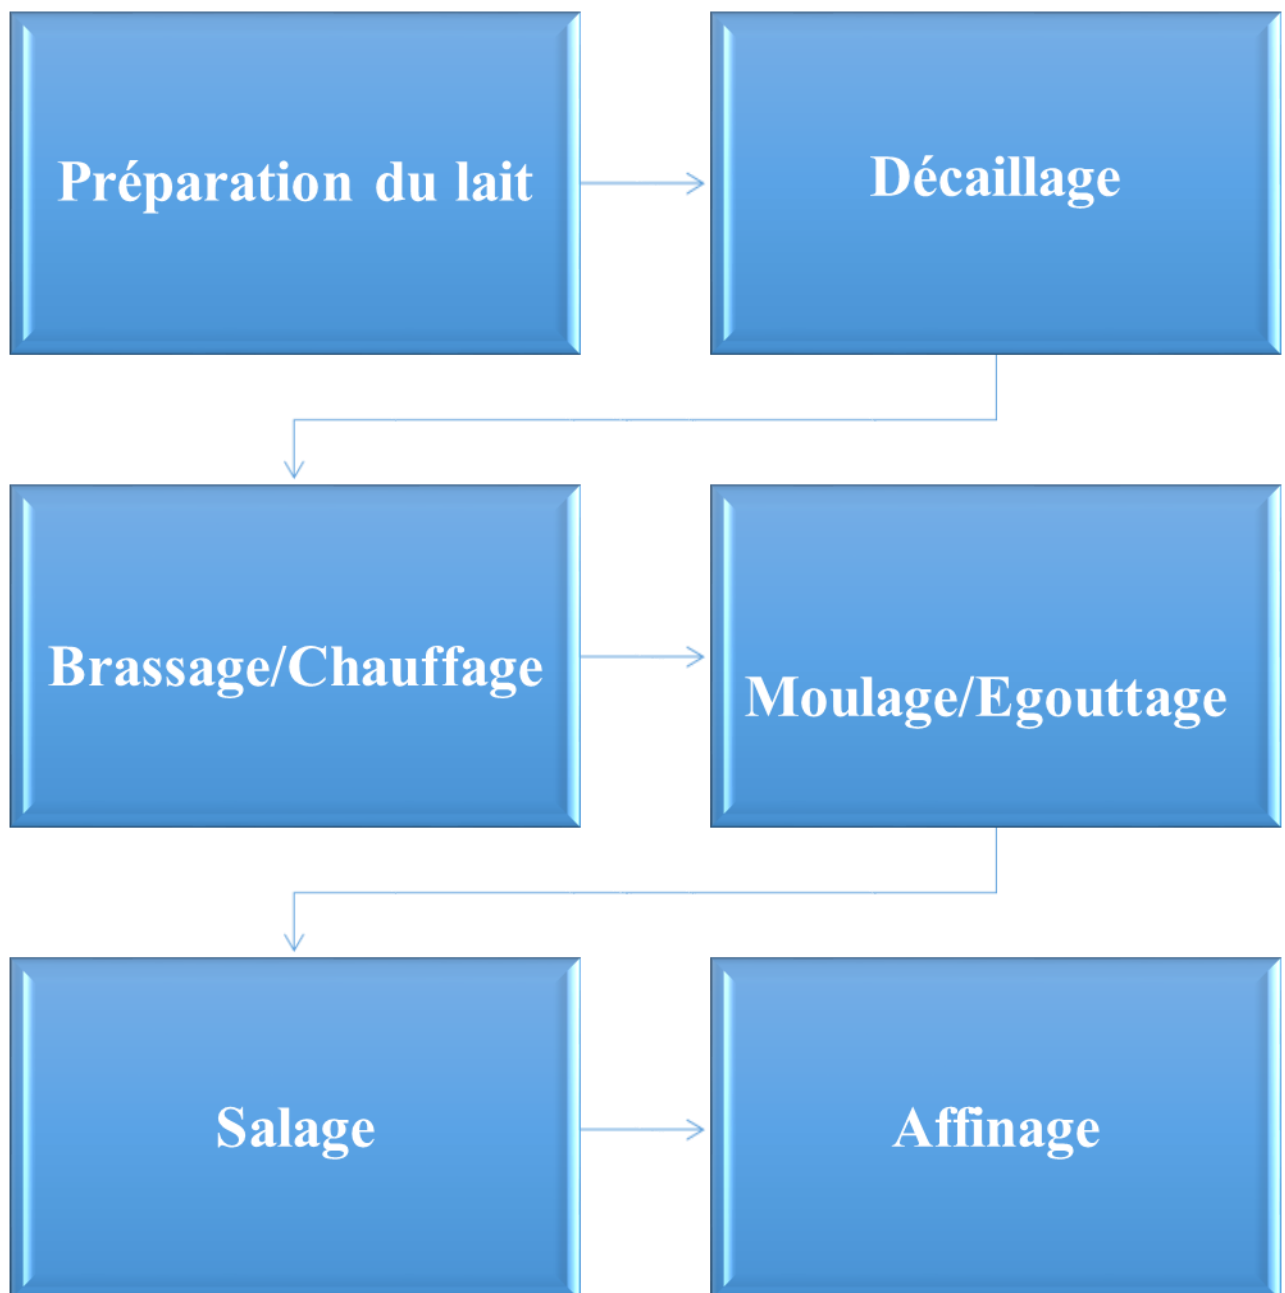 Préparation du lait
Décaillage
Brassage/Chauffage
Moulage/Egouttage
Salage
Affinage